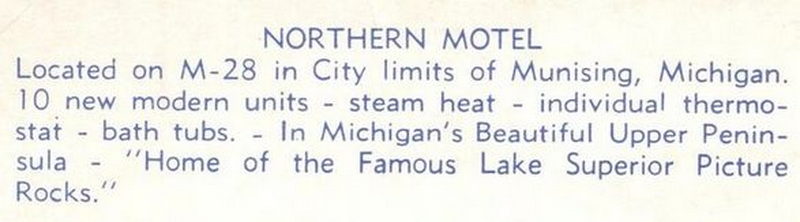 NORTHERN MOTEL
Located on M-28 in City limits of Munising, Michigan.
10 new modern units - steam heat - individual thermo-
stat - bath tubs. - In Michigan's Beautiful Upper Penin-
sula - "Home of the Famous Lake Superior Picture
Rocks."